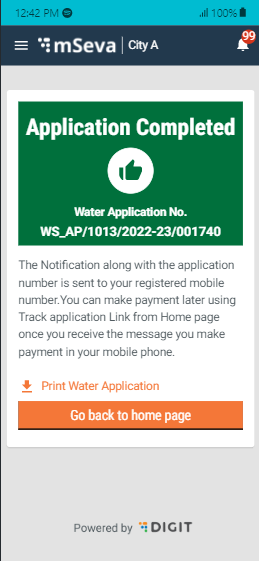 12:42 PM
100%
mSeva | City A
99
Application Completed
Water Application No.
WS_AP/1013/2022-23/001740
The Notification along with the application
number is sent to your registered mobile
number.You can make payment later using
Track application Link from Home page
once you receive the message you make
payment in your mobile phone.
Print Water Application
Go back to home page
Powered by DIGIT